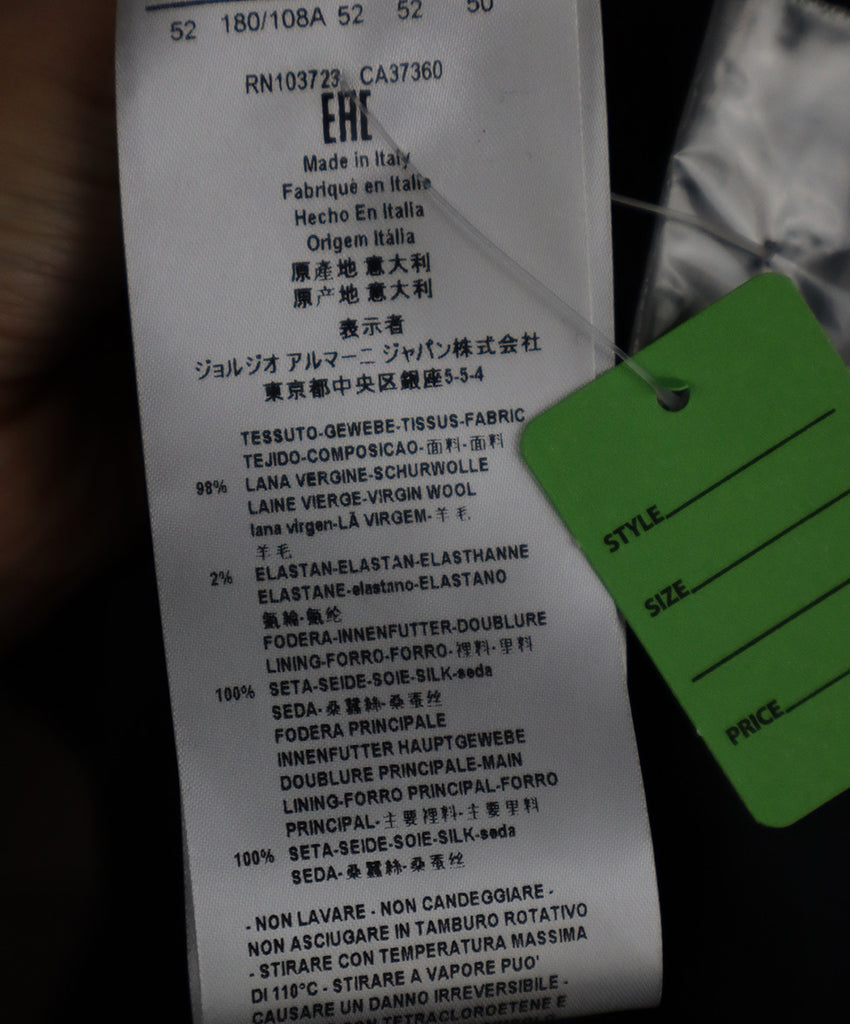 52 180/108A 52 52 50
RN103723 CA37360
EAC
Made in Italy
Fabriqué en Italie
Hecho En Italia
Origem Itália
原產地 意大利
原产地 意大利
表示者
ジョルジオ アルマーニ ジャパン株式会社
東京都中央区銀座5-5-4
TESSUTO-GEWEBE-TISSUS-FABRIC
TEJIDO-COMPOSICAO-面料-面料
98% LANA VERGINE-SCHURWOLLE
LAINE VIERGE-VIRGIN WOOL
lana virgen-LÃ VIRGEM-羊毛
羊毛
2% ELASTAN-ELASTAN-ELASTHANNE
ELASTANE-elastano-ELASTANO
氨綸-氨纶
FODERA-INNENFUTTER-DOUBLURE
LINING-FORRO-FORRO-裡料-里料
100% SETA-SEIDE-SOIE-SILK-seda
SEDA-桑蠶絲-桑蚕丝
FODERA PRINCIPALE
INNENFUTTER HAUPTGEWEBE
DOUBLURE PRINCIPALE-MAIN
LINING-FORRO PRINCIPAL-FORRO
PRINCIPAL-主要裡料-主要里料
100% SETA-SEIDE-SOIE-SILK-seda
SEDA-桑蠶絲-桑蚕丝
- NON LAVARE - NON CANDEGGIARE -
NON ASCIUGARE IN TAMBURO ROTATIVO
- STIRARE CON TEMPERATURA MASSIMA
DI 110°C - STIRARE A VAPORE PUO'
CAUSARE UN DANNO IRREVERSIBILE -
CON TETRACLOROETENE E
STYLE
SIZE
PRICE